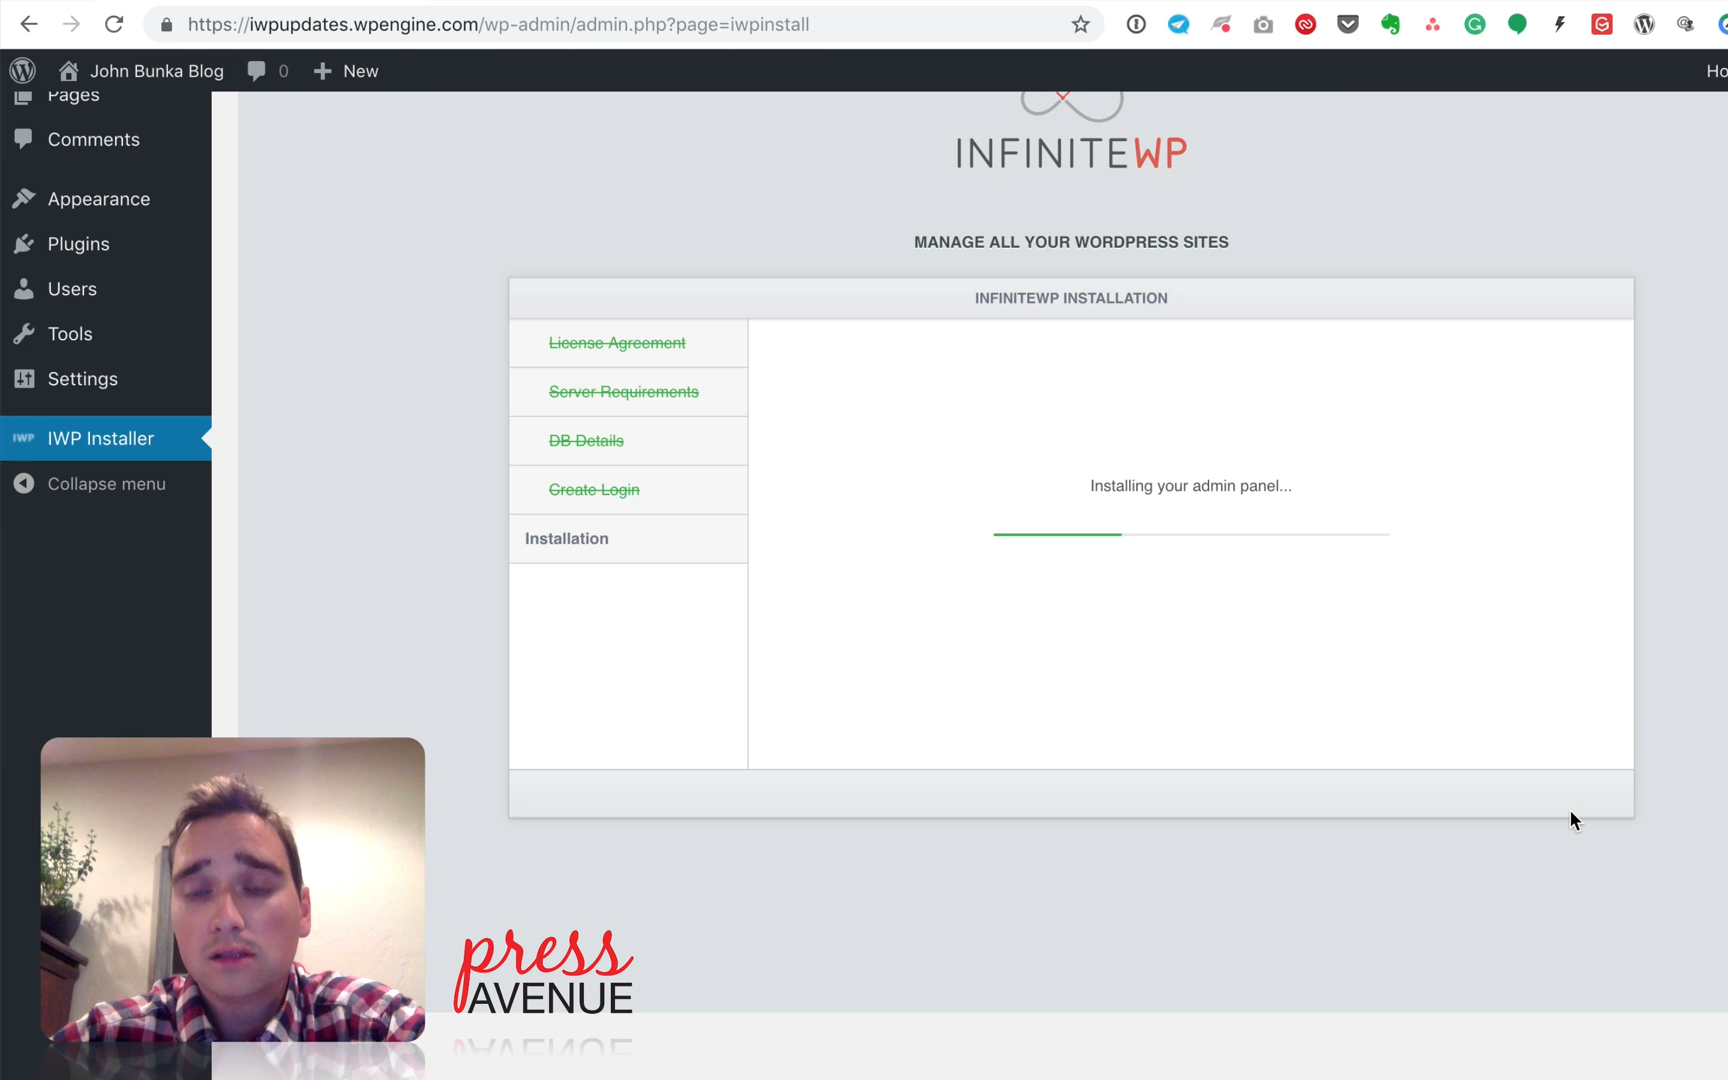 https://iwpupdates.wpengine.com/wp-admin/admin.php?page=iwpinstall
John Bunka Blog
0
New
Ho
Pages
Comments
Appearance
Plugins
Users
Tools
Settings
IWP
IWP Installer
Collapse menu
INFINITEWP
MANAGE ALL YOUR WORDPRESS SITES
INFINITEWP INSTALLATION
License Agreement
Server Requirements
DB Details
Create Login
Installation
Installing your admin panel...
press
AVENUE